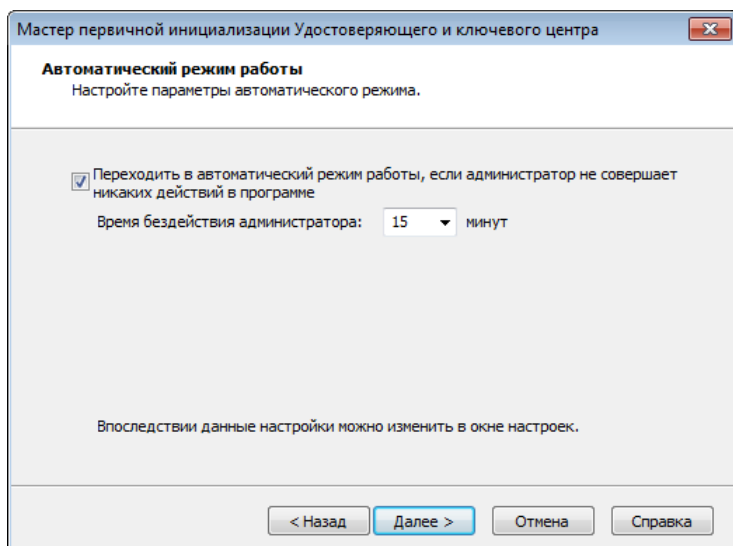 Мастер первичной инициализации Удостоверяющего и ключевого центра
Автоматический режим работы
Настройте параметры автоматического режима.
Переходить в автоматический режим работы, если администратор не совершает
никаких действий в программе
Время бездействия администратора: 15 минут
Впоследствии данные настройки можно изменить в окне настроек.
< Назад Далее > Отмена Справка